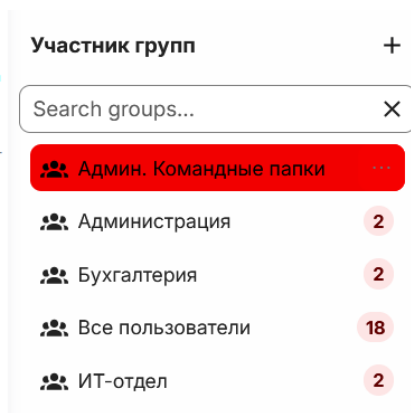 Участник групп
Search groups...
Админ. Командные папки
Администрация 2
Бухгалтерия 2
Все пользователи 18
ИТ-отдел 2